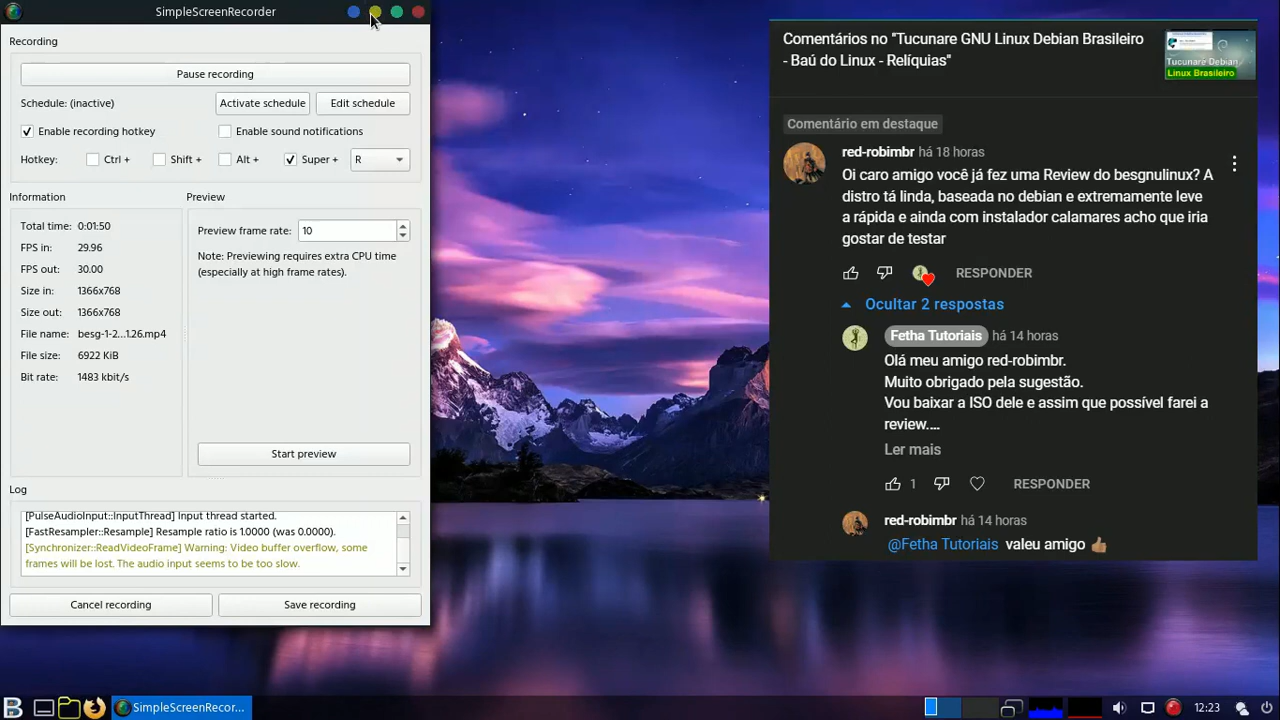 SimpleScreenRecorder
Recording
Pause recording
Schedule: (inactive)
Activate schedule
Edit schedule
Enable recording hotkey
Enable sound notifications
Hotkey:
Ctrl +
Shift +
Alt +
Super +
R
Information
Total time: 0:01:50
FPS in: 29.96
FPS out: 30.00
Size in: 1366x768
Size out: 1366x768
File name: besg-1-2...1.26.mp4
File size: 6922 KiB
Bit rate: 1483 kbit/s
Preview
Preview frame rate: 10
Note: Previewing requires extra CPU time
(especially at high frame rates).
Start preview
Log
[PulseAudioInput::InputThread] Input thread started.
[FastResampler::Resample] Resample ratio is 1.0000 (was 0.0000).
[Synchronizer::ReadVideoFrame] Warning: Video buffer overflow, some
frames will be lost. The audio input seems to be too slow.
Cancel recording
Save recording
Comentários no "Tucunare GNU Linux Debian Brasileiro
- Baú do Linux - Relíquias"
Tucunare Debian
Linux Brasileiro
Comentário em destaque
red-robimbr há 18 horas
Oi caro amigo você já fez uma Review do besgnulinux? A
distro tá linda, baseada no debian e extremamente leve
a rápida e ainda com instalador calamares acho que iria
gostar de testar
RESPONDER
Ocultar 2 respostas
Fetha Tutoriais há 14 horas
Olá meu amigo red-robimbr.
Muito obrigado pela sugestão.
Vou baixar a ISO dele e assim que possível farei a
review....
Ler mais
1
RESPONDER
red-robimbr há 14 horas
@Fetha Tutoriais valeu amigo 👍🏽
B
SimpleScreenRecor...
12:23